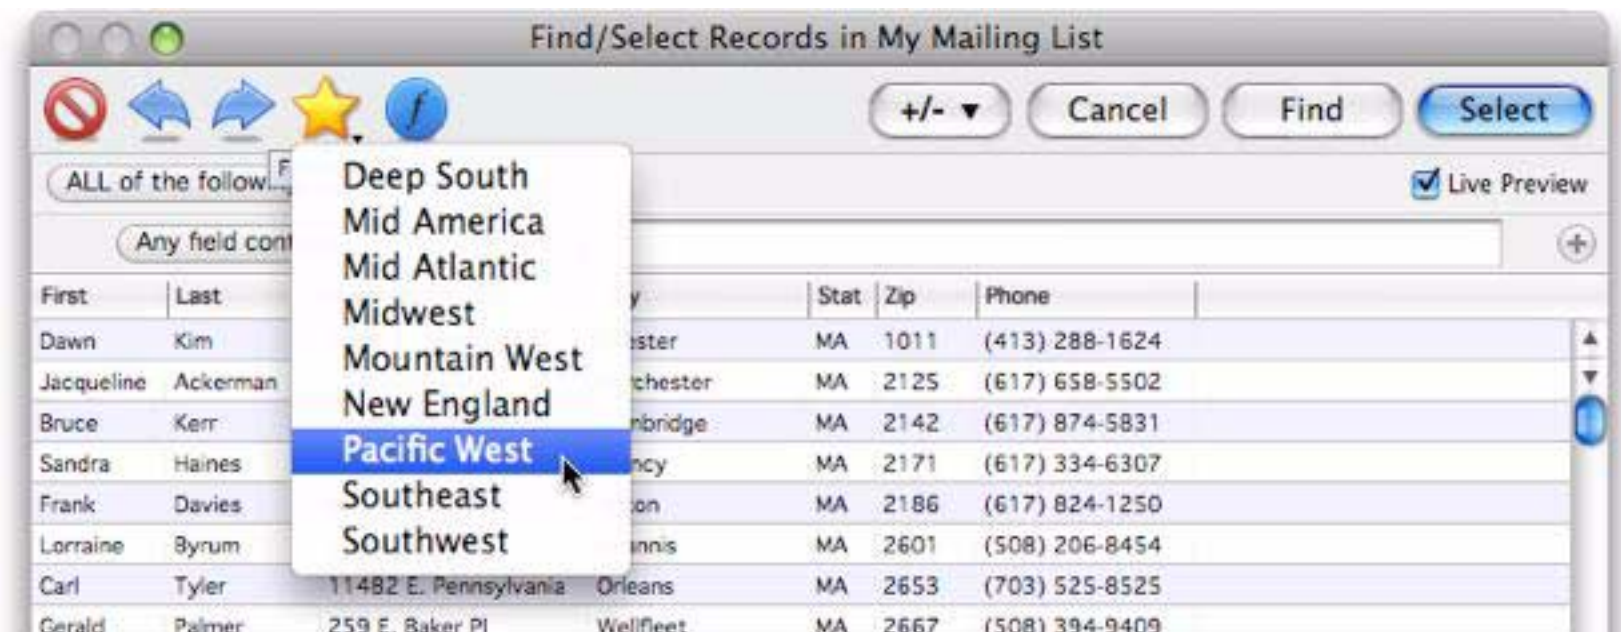 Find/Select Records in My Mailing List
f
+/- ▼ Cancel Find Select
ALL of the follow
Live Preview
Any field cont
Deep South
Mid America
Mid Atlantic
Midwest
Mountain West
New England
Pacific West
Southeast
Southwest
First Last Stat Zip Phone
Dawn Kim MA 1011 (413) 288-1624
Jacqueline Ackerman MA 2125 (617) 658-5502
Bruce Kerr MA 2142 (617) 874-5831
Sandra Haines MA 2171 (617) 334-6307
Frank Davies MA 2186 (617) 824-1250
Lorraine Byrum MA 2601 (508) 206-8454
Carl Tyler 11482 E. Pennsylvania Orleans MA 2653 (703) 525-8525
Gerald Palmer 259 E. Baker Pl Wellfleet MA 2667 (508) 394-9409